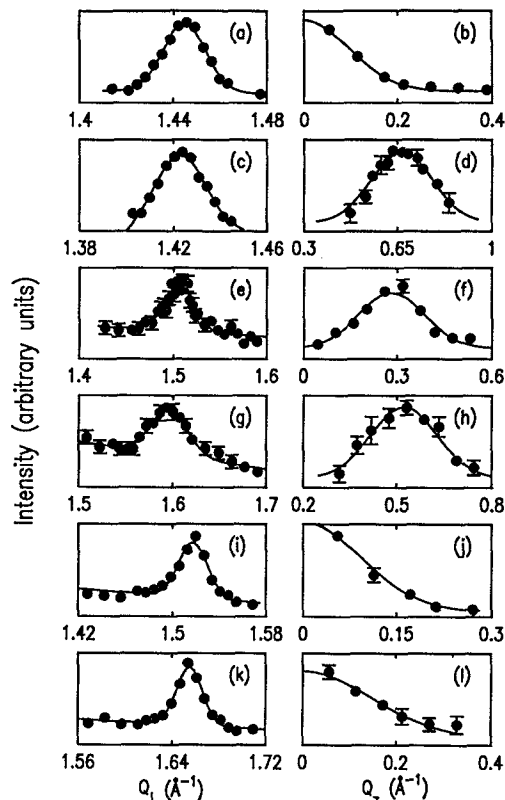 (a) (b)
1.4 1.44 1.48 0 0.2 0.4
(c) (d)
1.38 1.42 1.46 0.3 0.65 1
(e) (f)
1.4 1.5 1.6 0 0.3 0.6
(g) (h)
1.5 1.6 1.7 0.2 0.5 0.8
(i) (j)
1.42 1.5 1.58 0 0.15 0.3
(k) (l)
1.56 1.64 1.72 0 0.2 0.4
(Å⁻¹) (Å⁻¹)
Intensity (arbitrary units)